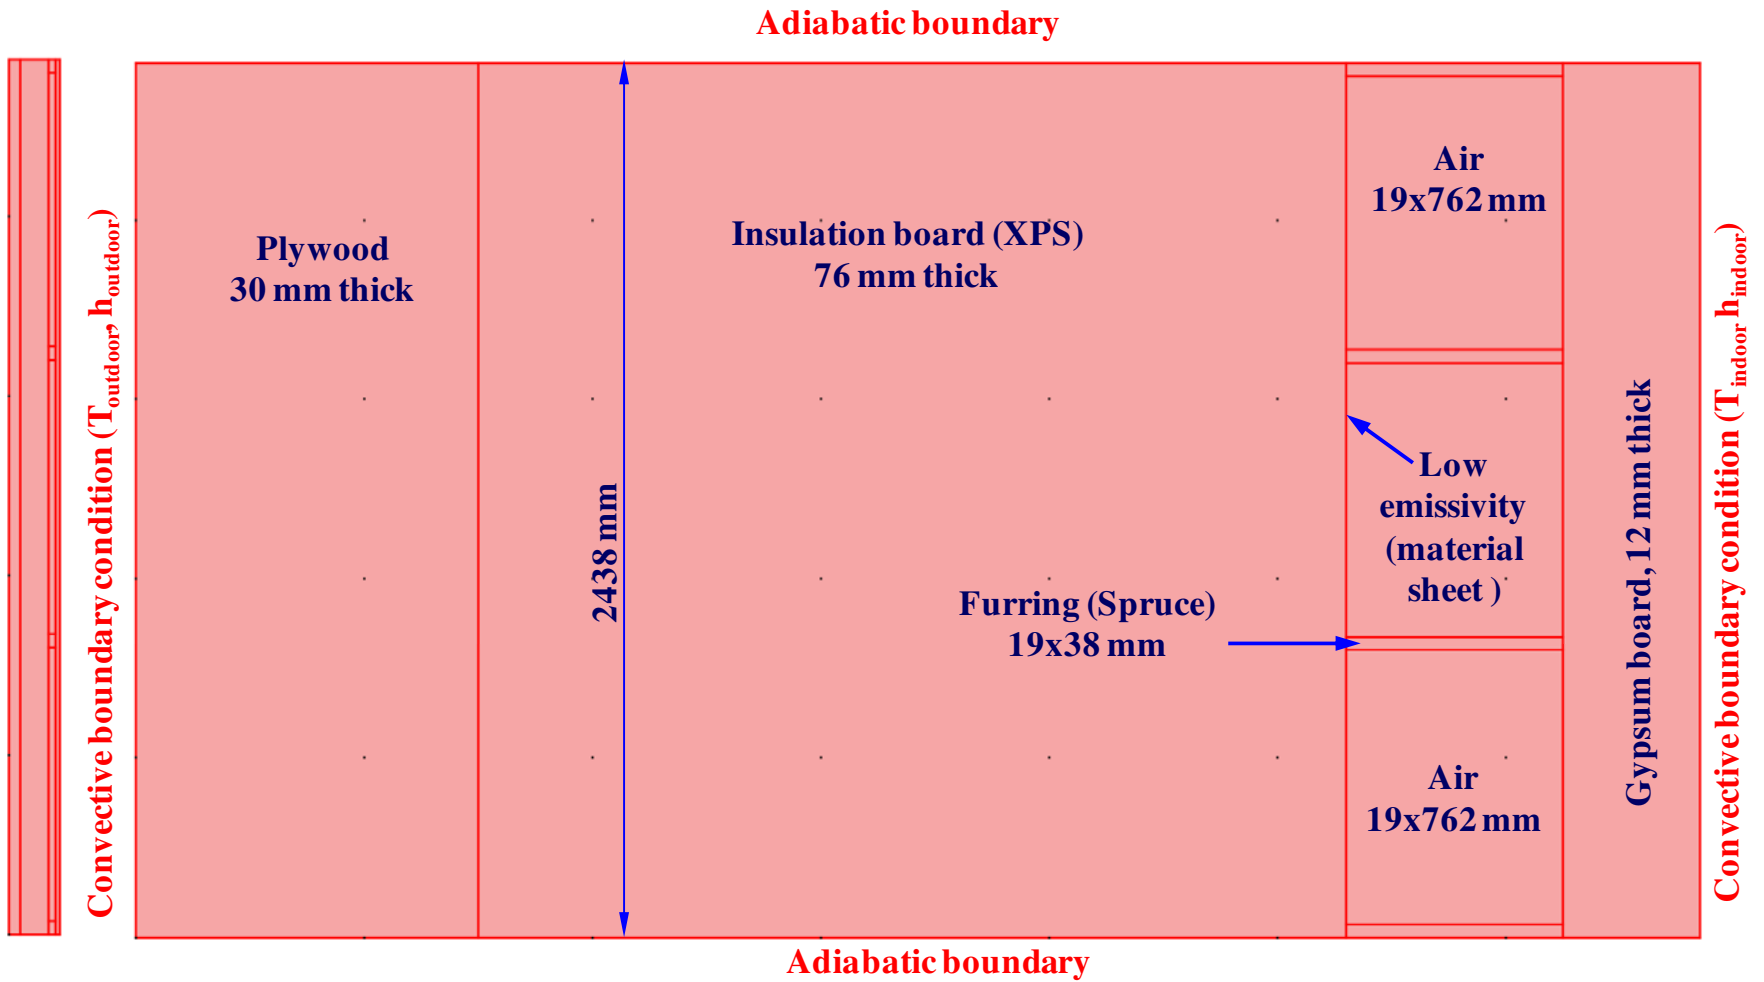 Adiabatic boundary
Convective boundary condition (Toutdoor, houtdoor)
Plywood
30 mm thick
Insulation board (XPS)
76 mm thick
2438 mm
Air
19x762 mm
Low
emissivity
(material
sheet )
Furring (Spruce)
19x38 mm
Air
19x762 mm
Gypsum board, 12 mm thick
Convective boundary condition (Tindoor hindoor)
Adiabatic boundary